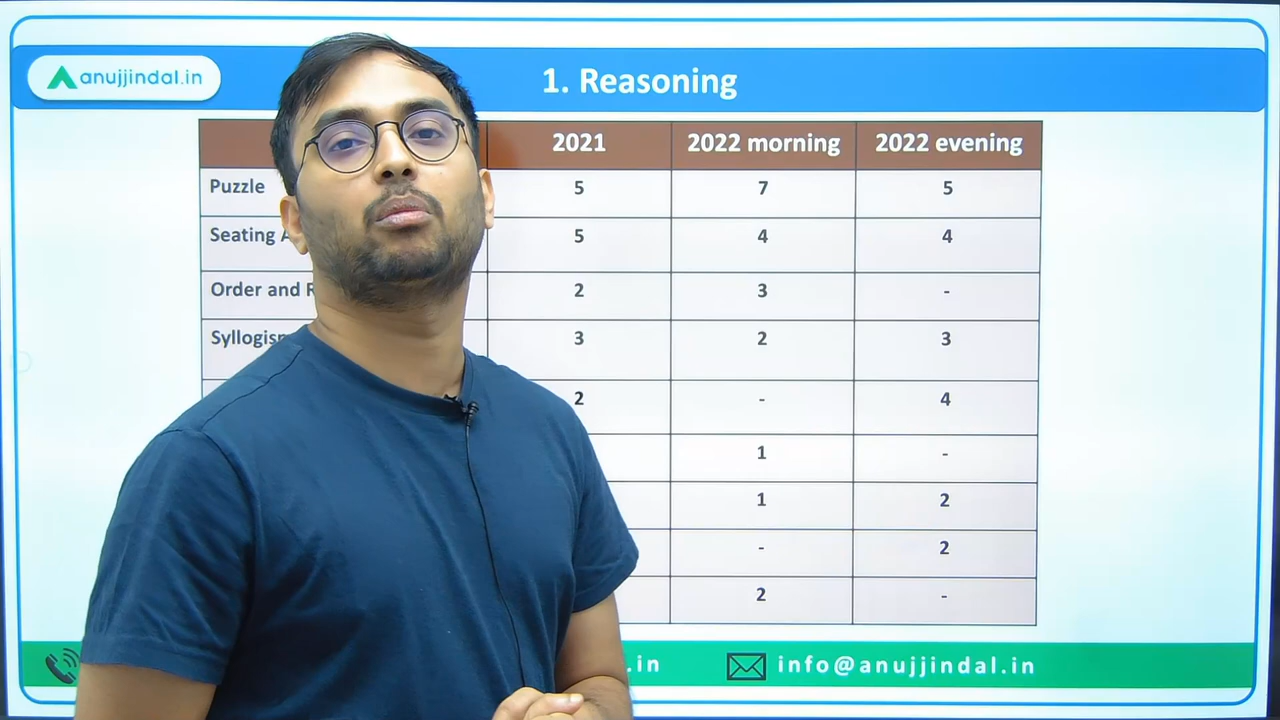 anujjindal.in
1. Reasoning
2021 2022 morning 2022 evening
Puzzle 5 7 5
Seating 5 4 4
Order and 2 3 -
3 2 3
2 - 4
1 -
1 2
- 2
2 -
.in info@anujjindal.in